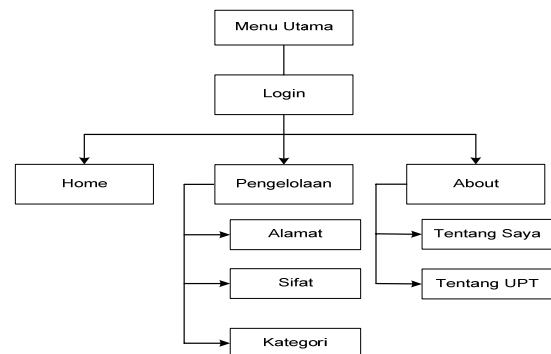 Menu Utama
Login
Home
Pengelolaan
About
Alamat
Tentang Saya
Sifat
Tentang UPT
Kategori